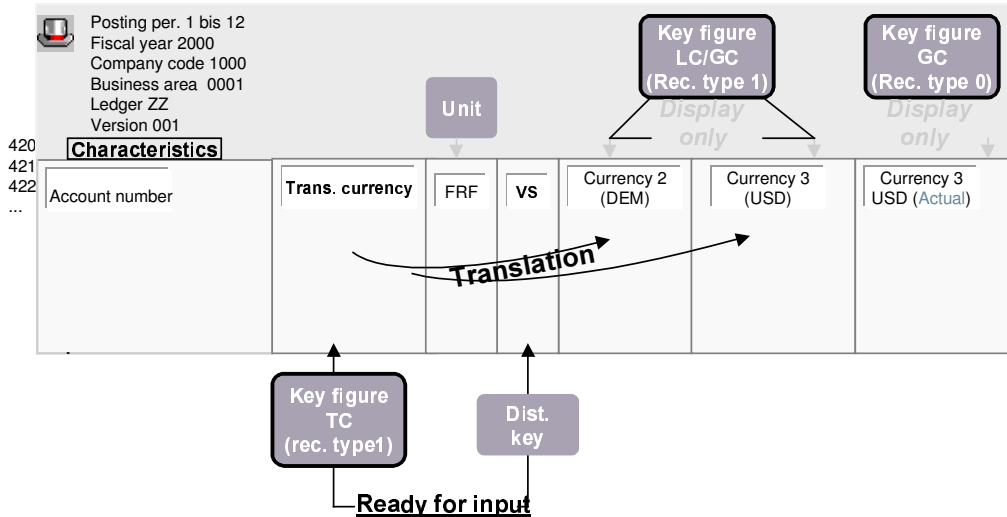 Posting per. 1 bis 12
Fiscal year 2000
Company code 1000
Business area 0001
Ledger ZZ
Version 001
Characteristics
Unit
Key figure
LC/GC
(Rec. type 1)
Display
only
Key figure
GC
(Rec. type 0)
Display
only
420
421
422
...
Account number
Trans. currency
FRF
VS
Currency 2
(DEM)
Currency 3
(USD)
Currency 3
USD (Actual)
Translation
Key figure
TC
(rec. type1)
Dist.
key
Ready for input